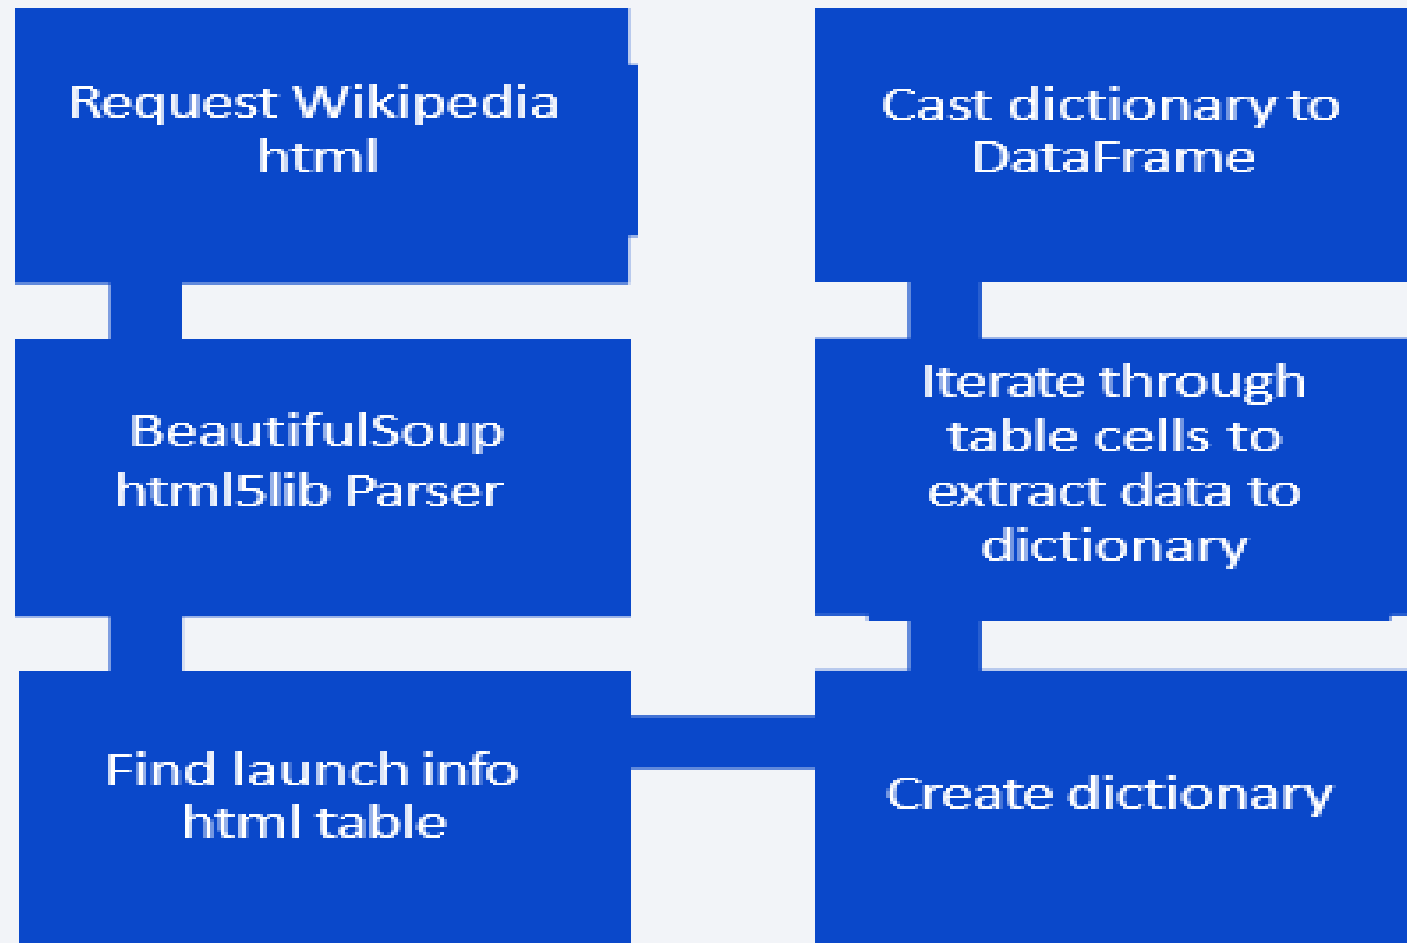 Request Wikipedia
html
BeautifulSoup
html5lib Parser
Find launch info
html table
Create dictionary
Iterate through
table cells to
extract data to
dictionary
Cast dictionary to
DataFrame